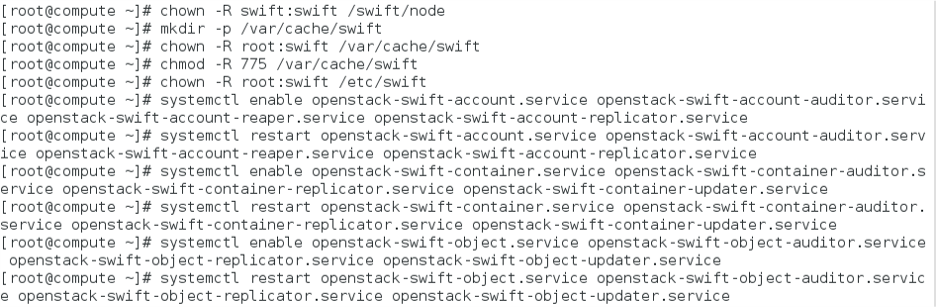 [root@compute ~]# chown -R swift:swift /swift/node
[root@compute ~]# mkdir -p /var/cache/swift
[root@compute ~]# chown -R root:swift /var/cache/swift
[root@compute ~]# chmod -R 775 /var/cache/swift
[root@compute ~]# chown -R root:swift /etc/swift
[root@compute ~]# systemctl enable openstack-swift-account.service openstack-swift-account-auditor.servi
ce openstack-swift-account-reaper.service openstack-swift-account-replicator.service
[root@compute ~]# systemctl restart openstack-swift-account.service openstack-swift-account-auditor.serv
ice openstack-swift-account-reaper.service openstack-swift-account-replicator.service
[root@compute ~]# systemctl enable openstack-swift-container.service openstack-swift-container-auditor.s
ervice openstack-swift-container-replicator.service openstack-swift-container-updater.service
[root@compute ~]# systemctl restart openstack-swift-container.service openstack-swift-container-auditor.
service openstack-swift-container-replicator.service openstack-swift-container-updater.service
[root@compute ~]# systemctl enable openstack-swift-object.service openstack-swift-object-auditor.service
 openstack-swift-object-replicator.service openstack-swift-object-updater.service
[root@compute ~]# systemctl restart openstack-swift-object.service openstack-swift-object-auditor.servic
e openstack-swift-object-replicator.service openstack-swift-object-updater.service